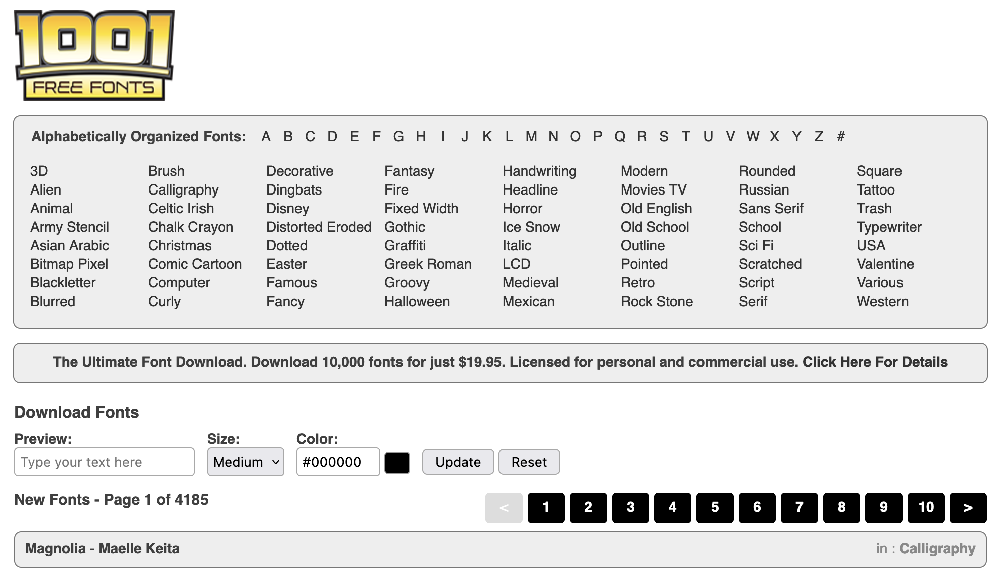 1001
FREE FONTS
Alphabetically Organized Fonts: A B C D E F G H I J K L M N O P Q R S T U V W X Y Z #
3D Brush Decorative Fantasy Handwriting Modern Rounded Square
Alien Calligraphy Dingbats Fire Headline Movies TV Russian Tattoo
Animal Celtic Irish Disney Fixed Width Horror Old English Sans Serif Trash
Army Stencil Chalk Crayon Distorted Eroded Gothic Ice Snow Old School School Typewriter
Asian Arabic Christmas Dotted Graffiti Italic Outline Sci Fi USA
Bitmap Pixel Comic Cartoon Easter Greek Roman LCD Pointed Scratched Valentine
Blackletter Computer Famous Groovy Medieval Retro Script Various
Blurred Curly Fancy Halloween Mexican Rock Stone Serif Western
The Ultimate Font Download. Download 10,000 fonts for just $19.95. Licensed for personal and commercial use. Click Here For Details
Download Fonts
Preview: Size: Color:
Type your text here Medium #000000 Update Reset
New Fonts - Page 1 of 4185 < 1 2 3 4 5 6 7 8 9 10 >
Magnolia - Maelle Keita in : Calligraphy